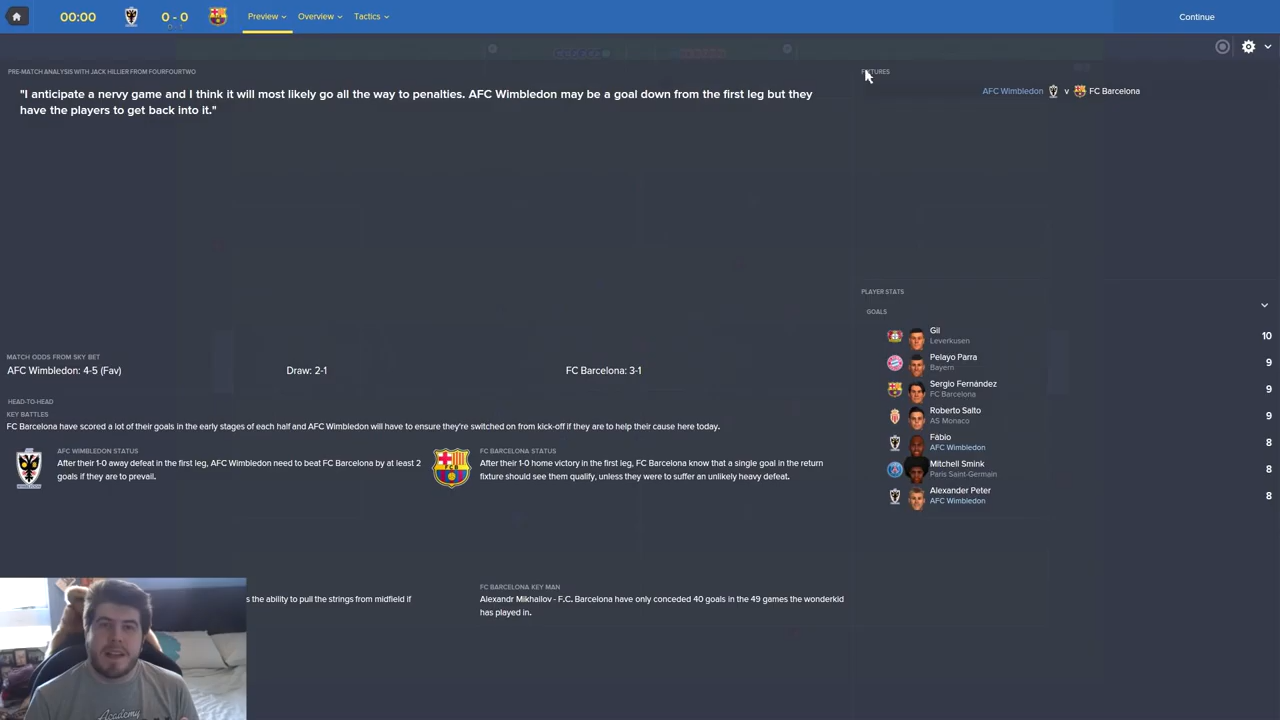 00:00
0 - 0
0 - 1
Preview
Overview
Tactics
Continue
PRE-MATCH ANALYSIS WITH JACK HILLIER FROM FOURFOURTWO
"I anticipate a nervy game and I think it will most likely go all the way to penalties. AFC Wimbledon may be a goal down from the first leg but they
have the players to get back into it."
AFC Wimbledon v FC Barcelona
MATCH ODDS FROM SKY BET
AFC Wimbledon: 4-5 (Fav)
Draw: 2-1
FC Barcelona: 3-1
HEAD-TO-HEAD
KEY BATTLES
FC Barcelona have scored a lot of their goals in the early stages of each half and AFC Wimbledon will have to ensure they're switched on from kick-off if they are to help their cause here today.
AFC WIMBLEDON STATUS
After their 1-0 away defeat in the first leg, AFC Wimbledon need to beat FC Barcelona by at least 2
goals if they are to prevail.
FC BARCELONA STATUS
After their 1-0 home victory in the first leg, FC Barcelona know that a single goal in the return
fixture should see them qualify, unless they were to suffer an unlikely heavy defeat.
s the ability to pull the strings from midfield if
FC BARCELONA KEY MAN
Alexandr Mikhailov - F.C. Barcelona have only conceded 40 goals in the 49 games the wonderkid
has played in.
PLAYER STATS
GOALS
Gil
Leverkusen
10
Pelayo Parra
Bayern
9
Sergio Fernández
FC Barcelona
9
Roberto Salto
AS Monaco
9
Fábio
AFC Wimbledon
8
Mitchell Smink
Paris Saint-Germain
8
Alexander Peter
AFC Wimbledon
8
Academy